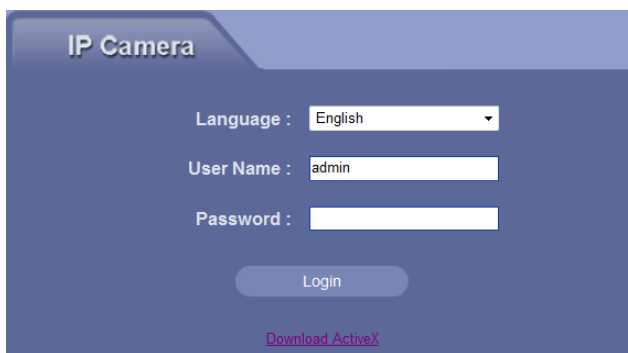 IP Camera
Language : English
User Name : admin
Password :
Login
Download ActiveX